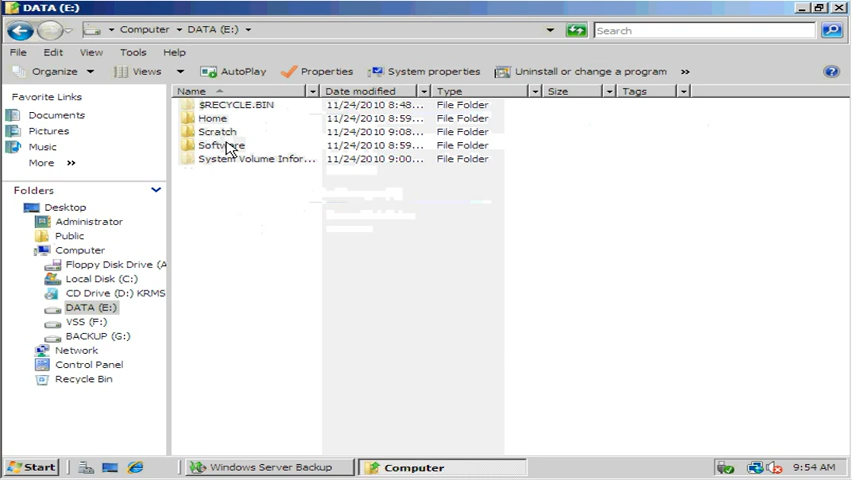 DATA (E:)
Computer DATA (E:)
Search
File Edit View Tools Help
Organize Views AutoPlay Properties System properties Uninstall or change a program »
Name Date modified Type Size Tags
Favorite Links
Documents
Pictures
Music
More »
Folders
Desktop
Administrator
Public
Computer
Floppy Disk Drive (A
Local Disk (C:)
CD Drive (D:) KRMS
DATA (E:)
VSS (F:)
BACKUP (G:)
Network
Control Panel
Recycle Bin
$RECYCLE.BIN 11/24/2010 8:48... File Folder
Home 11/24/2010 8:59... File Folder
Scratch 11/24/2010 9:08... File Folder
Software 11/24/2010 8:59... File Folder
System Volume Infor... 11/24/2010 9:00... File Folder
Start Windows Server Backup Computer 9:54 AM